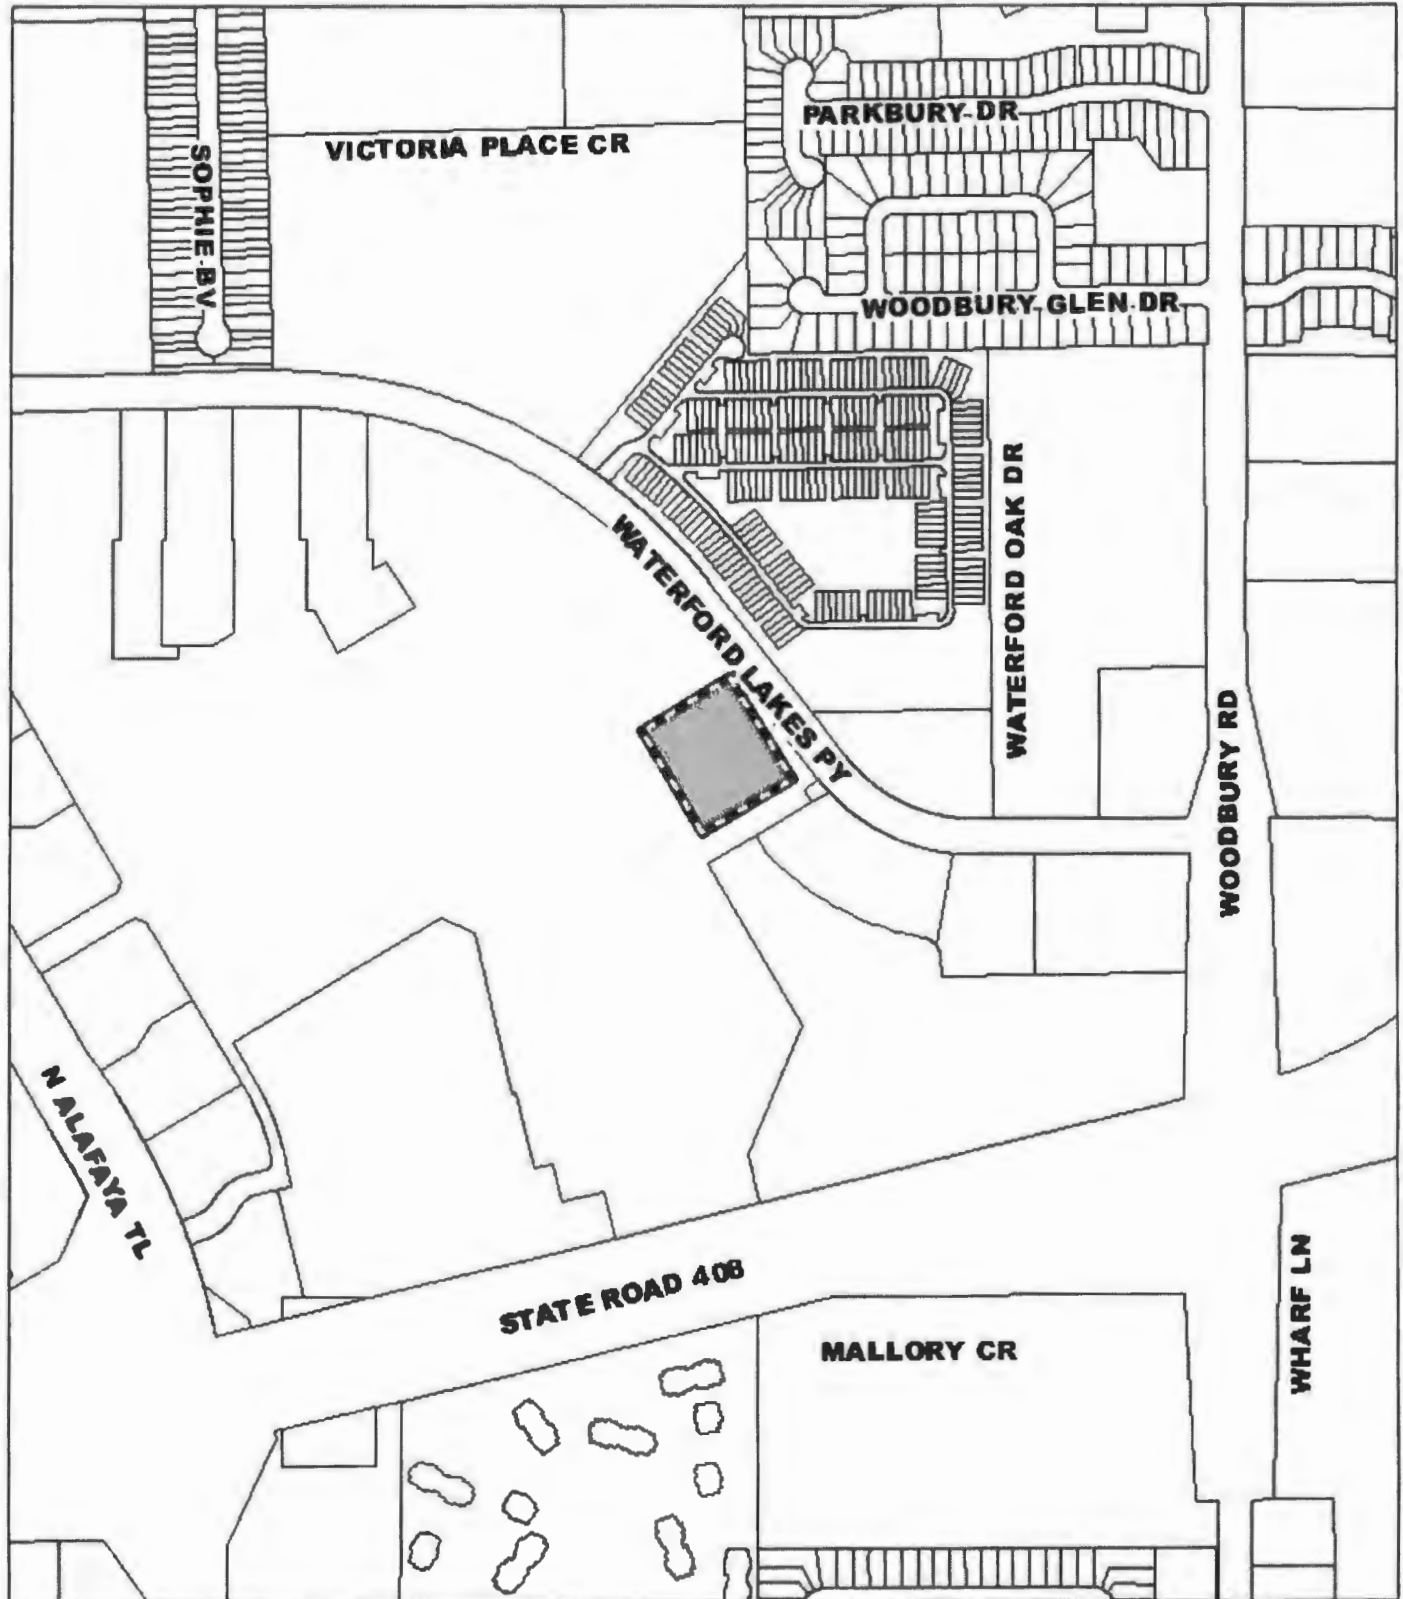 PARKBURY DR
VICTORIA PLACE CR
SOPHIE BV
WOODBURY GLEN DR
WATERFORD OAK DR
WATERFORD LAKES PY
WOODBURY RD
N ALAFAYA TL
STATE ROAD 408
MALLORY CR
WHARF LN